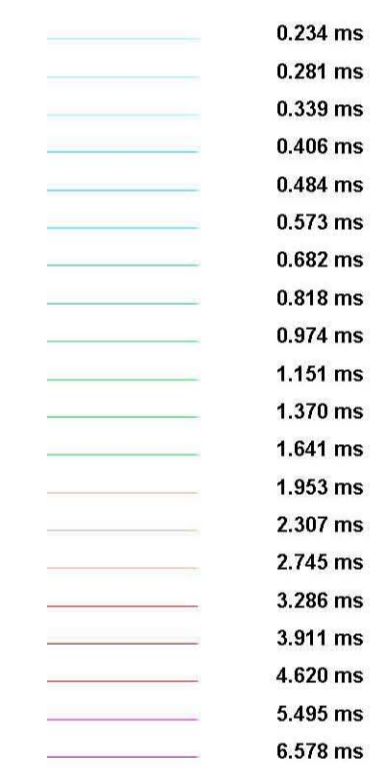 0.234 ms
0.281 ms
0.339 ms
0.406 ms
0.484 ms
0.573 ms
0.682 ms
0.818 ms
0.974 ms
1.151 ms
1.370 ms
1.641 ms
1.953 ms
2.307 ms
2.745 ms
3.286 ms
3.911 ms
4.620 ms
5.495 ms
6.578 ms